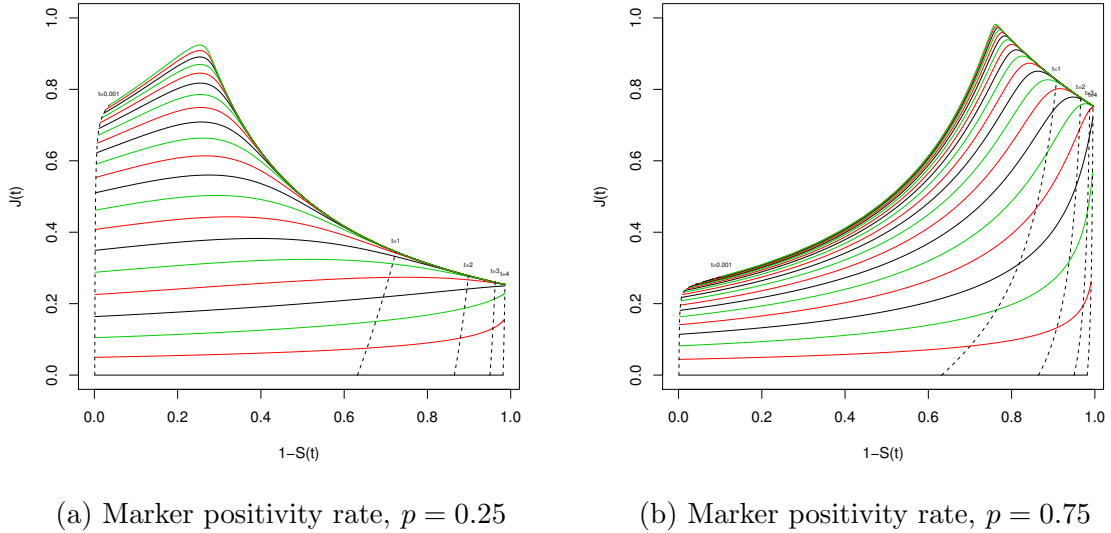 1.0
0.8
0.6
0.4
0.2
0.0
J(t)
t=0.001
t=1
t=2
t=3
t=4
0.0 0.2 0.4 0.6 0.8 1.0
1−S(t)
(a) Marker positivity rate, p = 0.25
1.0
0.8
0.6
0.4
0.2
0.0
J(t)
t=0.001
t=1
t=2
t=3
t=4
0.0 0.2 0.4 0.6 0.8 1.0
1−S(t)
(b) Marker positivity rate, p = 0.75